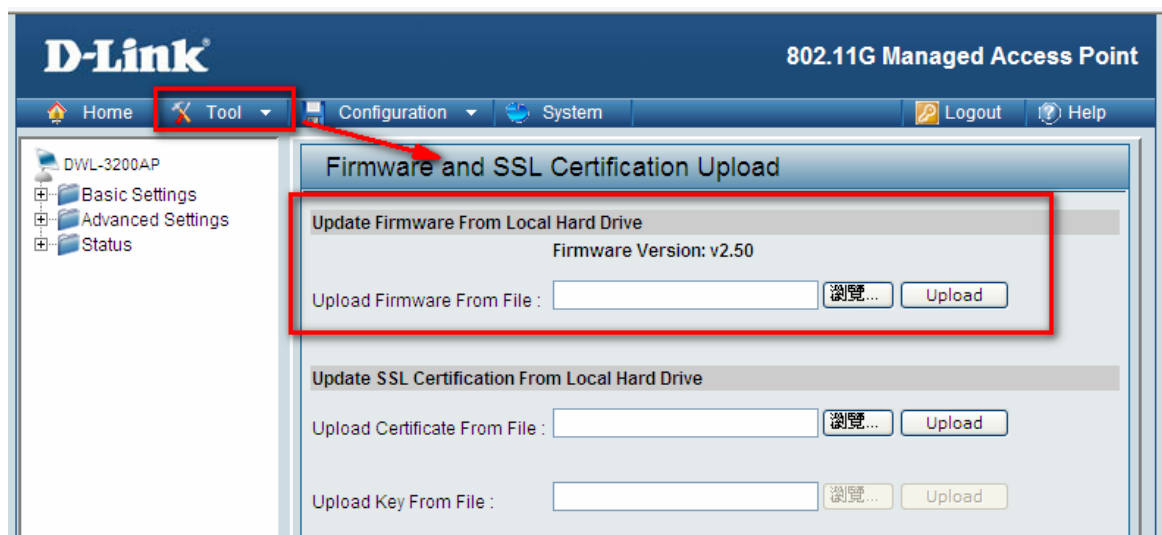 D-Link
802.11G Managed Access Point
Home Tool Configuration System Logout Help
DWL-3200AP
Basic Settings
Advanced Settings
Status
Firmware and SSL Certification Upload
Update Firmware From Local Hard Drive
Firmware Version: v2.50
Upload Firmware From File : 瀏覽... Upload
Update SSL Certification From Local Hard Drive
Upload Certificate From File : 瀏覽... Upload
Upload Key From File : 瀏覽... Upload